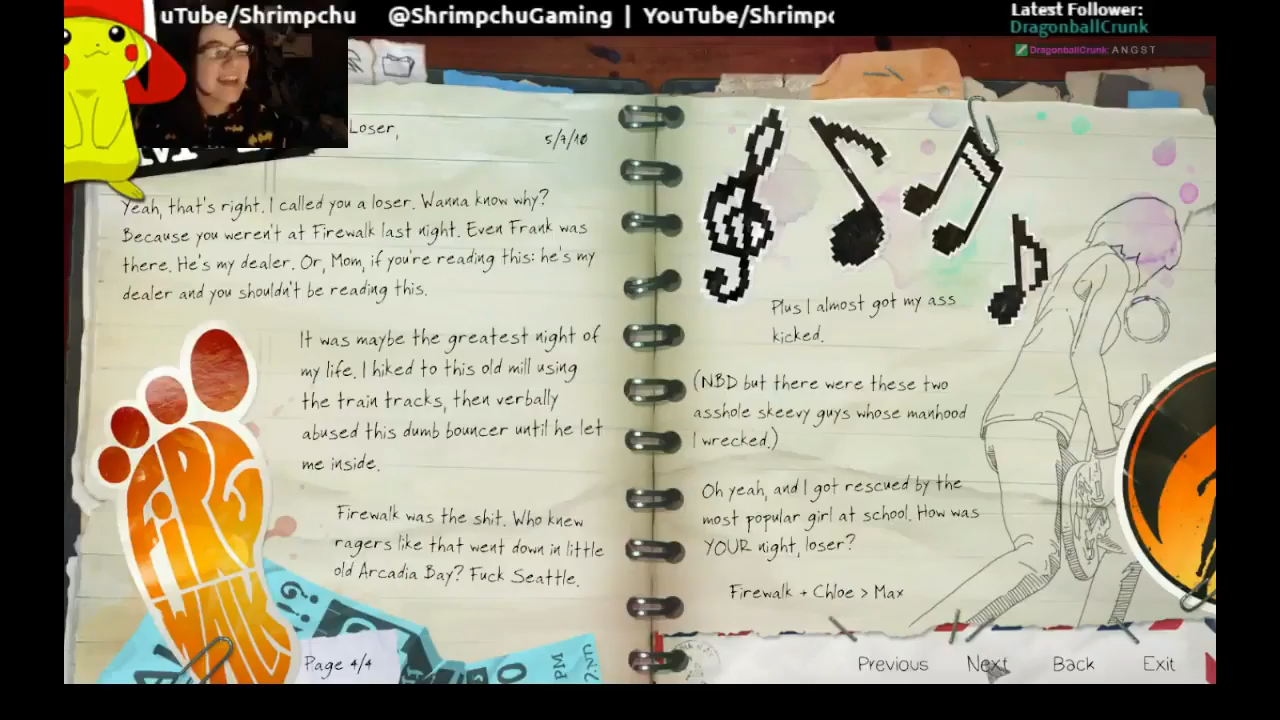 uTube/Shrimpchu @ShrimpchuGaming | YouTube/Shrimpc
Latest Follower:
DragonballCrunk
DragonballCrunk: A N G S T
Loser,
5/7/10
Yeah, that's right. I called you a loser. Wanna know why?
Because you weren't at Firewalk last night. Even Frank was
there. He's my dealer. Or, Mom, if you're reading this: he's my
dealer and you shouldn't be reading this.
It was maybe the greatest night of
my life. I hiked to this old mill using
the train tracks, then verbally
abused this dumb bouncer until he let
me inside.
Firewalk was the shit. Who knew
ragers like that went down in little
old Arcadia Bay? Fuck Seattle.
FIRE
WALK
PM
Page 4/4
Plus I almost got my ass
kicked.
(NBD but there were these two
asshole skeevy guys whose manhood
I wrecked.)
Oh yeah, and I got rescued by the
most popular girl at school. How was
YOUR night, loser?
Firewalk + Chloe > Max
Previous Next Back Exit